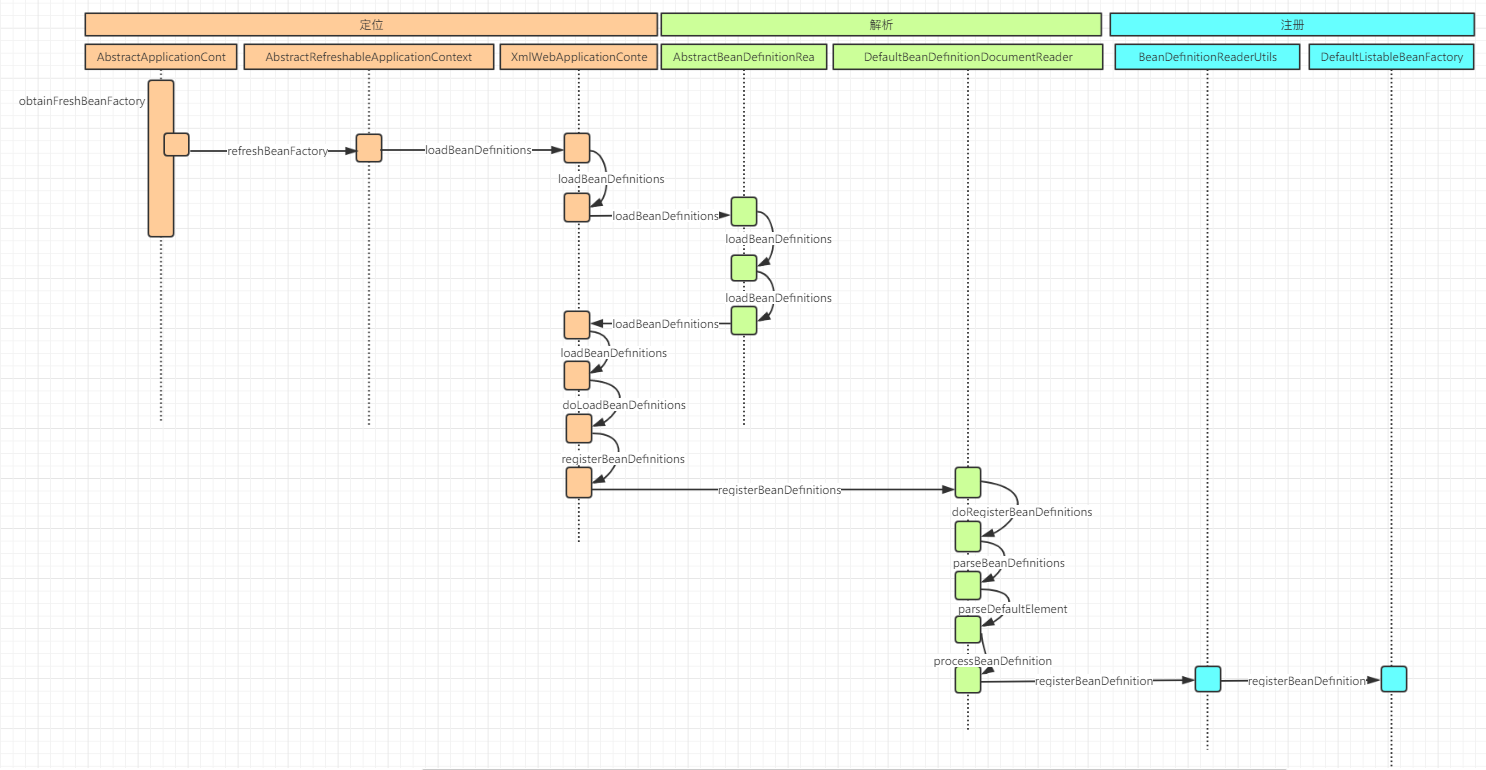 定位
解析
注册
AbstractApplicationCont
AbstractRefreshableApplicationContext
XmlWebApplicationConte
AbstractBeanDefinitionRea
DefaultBeanDefinitionDocumentReader
BeanDefinitionReaderUtils
DefaultListableBeanFactory
obtainFreshBeanFactory
refreshBeanFactory
loadBeanDefinitions
loadBeanDefinitions
loadBeanDefinitions
loadBeanDefinitions
loadBeanDefinitions
loadBeanDefinitions
loadBeanDefinitions
doLoadBeanDefinitions
registerBeanDefinitions
registerBeanDefinitions
doRegisterBeanDefinitions
parseBeanDefinitions
parseDefaultElement
processBeanDefinition
registerBeanDefinition
registerBeanDefinition